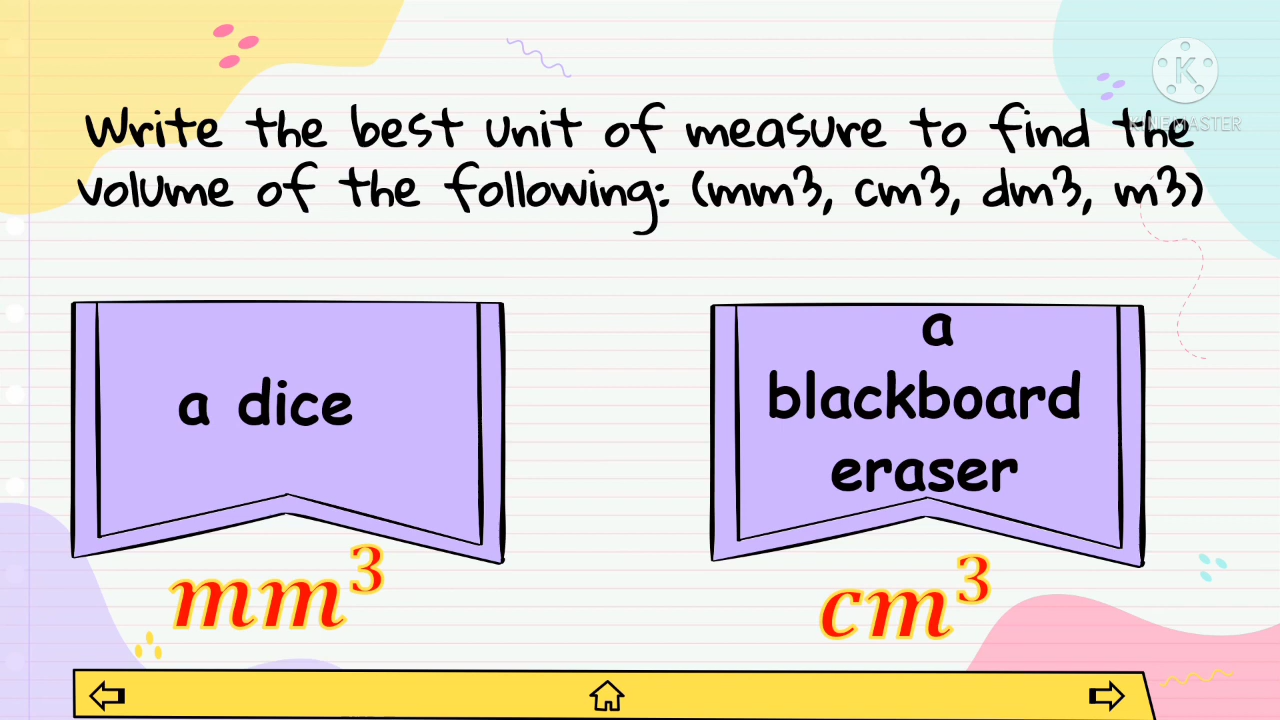 Write the best unit of measure to find the
volume of the following: (mm3, cm3, dm3, m3)
K
KINEMASTER
a dice
a
blackboard
eraser
mm³
cm³